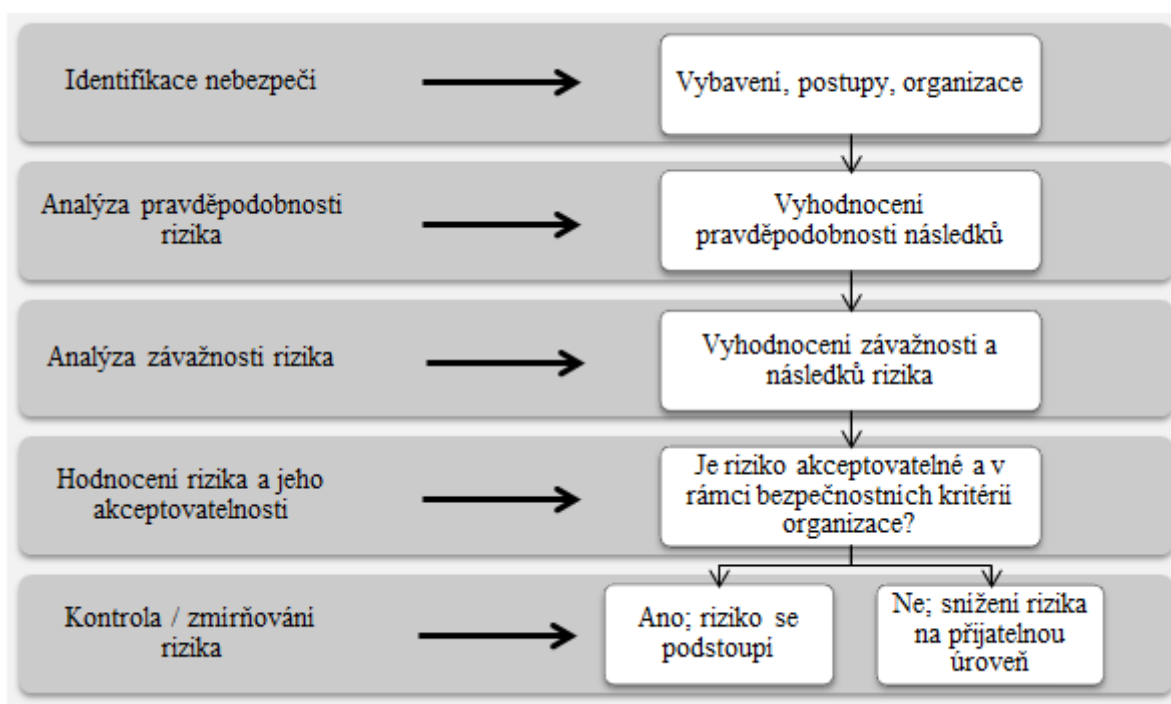 Identifikace nebezpečí
Vybavení, postupy, organizace
Analýza pravděpodobnosti
rizika
Vyhodnocení
pravděpodobnosti následků
Analýza závažnosti rizika
Vyhodnocení závažnosti a
následků rizika
Hodnocení rizika a jeho
akceptovatelnosti
Je riziko akceptovatelné a v
rámci bezpečnostních kritérií
organizace?
Kontrola / zmírňování
rizika
Ano; riziko se
podstoupí
Ne; snížení rizika
na přijatelnou
úroveň